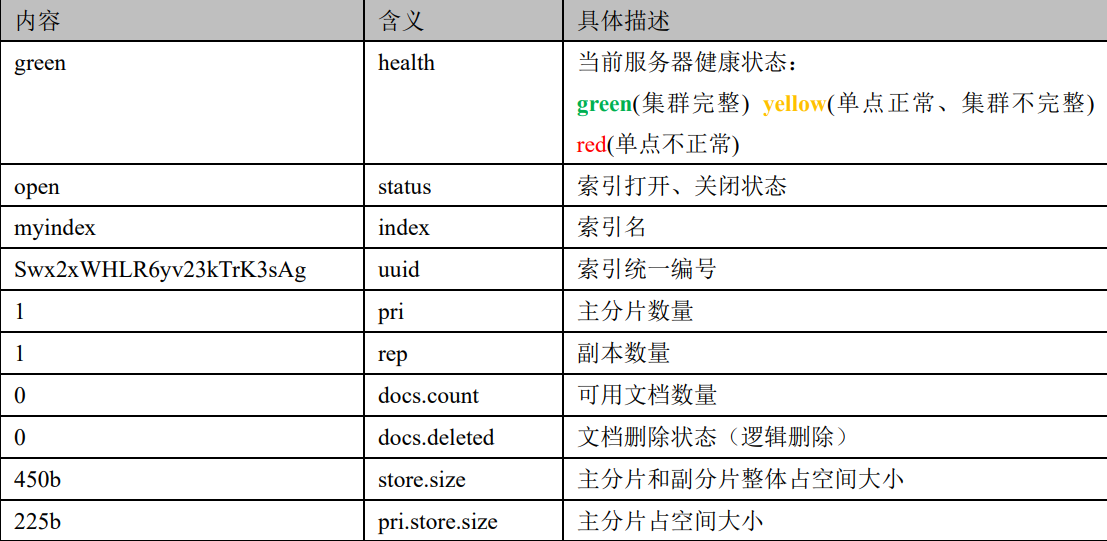 内容 含义 具体描述
green health 当前服务器健康状态：
green(集群完整) yellow(单点正常、集群不完整)
red(单点不正常)
open status 索引打开、关闭状态
myindex index 索引名
Swx2xWHLR6yv23kTrK3sAg uuid 索引统一编号
1 pri 主分片数量
1 rep 副本数量
0 docs.count 可用文档数量
0 docs.deleted 文档删除状态（逻辑删除）
450b store.size 主分片和副分片整体占空间大小
225b pri.store.size 主分片占空间大小